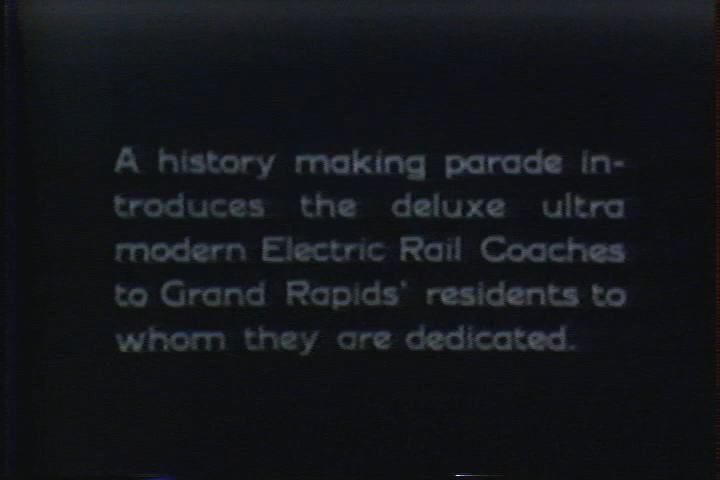 A history making parade in-
troduces the deluxe ultra
modern Electric Rail Coaches
to Grand Rapids' residents to
whom they are dedicated.